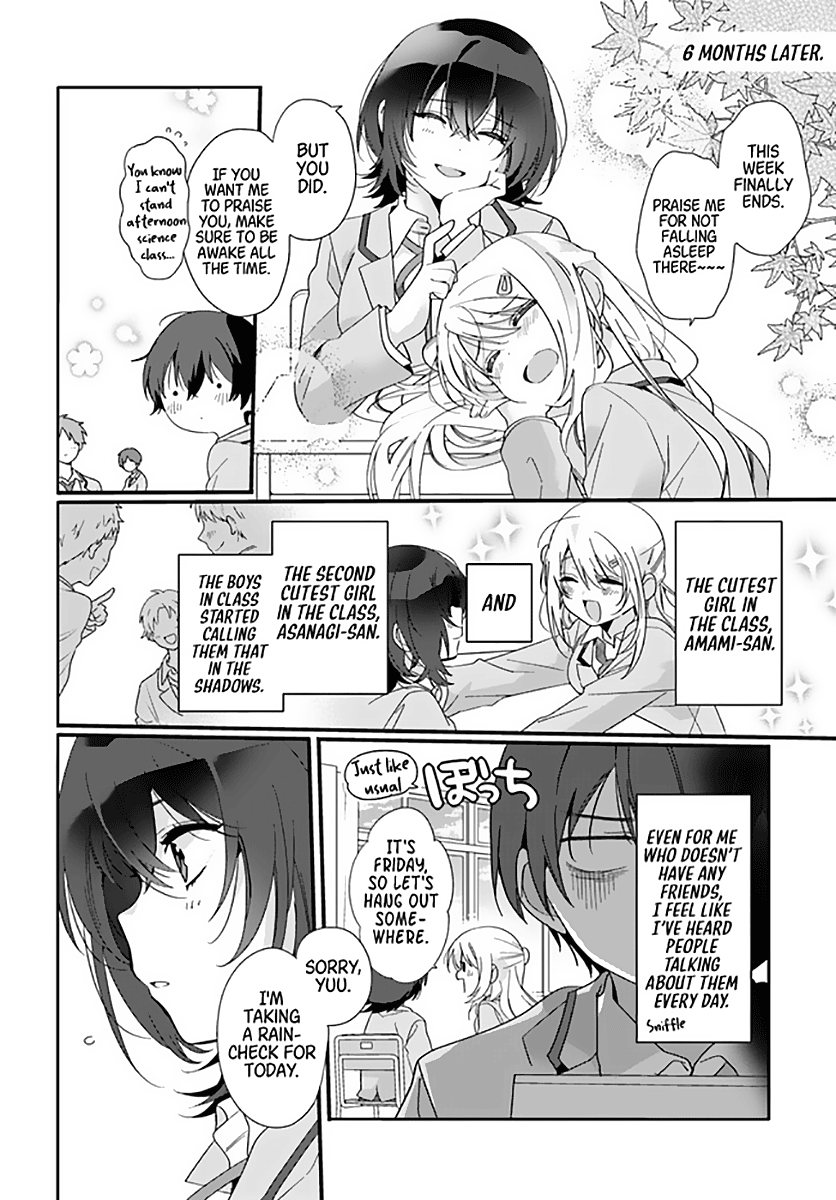 6 MONTHS LATER.
THIS
WEEK
FINALLY
ENDS.
PRAISE ME
FOR NOT
FALLING
ASLEEP
THERE~~~
BUT
YOU
DID.
IF YOU
WANT ME
TO PRAISE
YOU, MAKE
SURE TO BE
AWAKE ALL
THE TIME.
You know
I can't
stand
afternoon
science
class...
THE CUTEST
GIRL IN
THE CLASS,
AMAMI-SAN.
AND
THE SECOND
CUTEST GIRL
IN THE CLASS,
ASANAGI-SAN.
THE BOYS
IN CLASS
STARTED
CALLING
THEM THAT
IN THE
SHADOWS.
EVEN FOR ME
WHO DOESN'T
HAVE ANY
FRIENDS,
I FEEL LIKE
I'VE HEARD
PEOPLE
TALKING
ABOUT THEM
EVERY DAY.
Sniffle
ぼっち
Just like
usual
IT'S
FRIDAY,
SO LET'S
HANG OUT
SOME-
WHERE.
SORRY,
YUU.
I'M
TAKING
A RAIN-
CHECK FOR
TODAY.